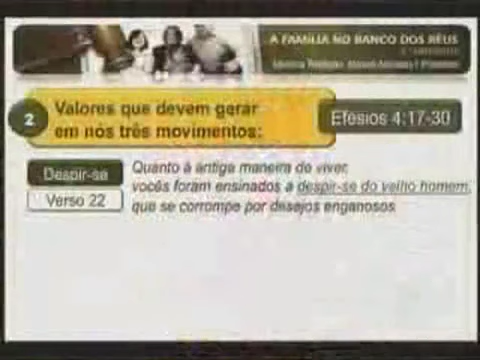 A FAMÍLIA NO BANCO DOS RÉUS
2
Valores que devem gerar
em nós três movimentos:
Efésios 4:17-30
Despir-se
Verso 22
Quanto à antiga maneira de viver,
vocês foram ensinados a despir-se do velho homem,
que se corrompe por desejos enganosos